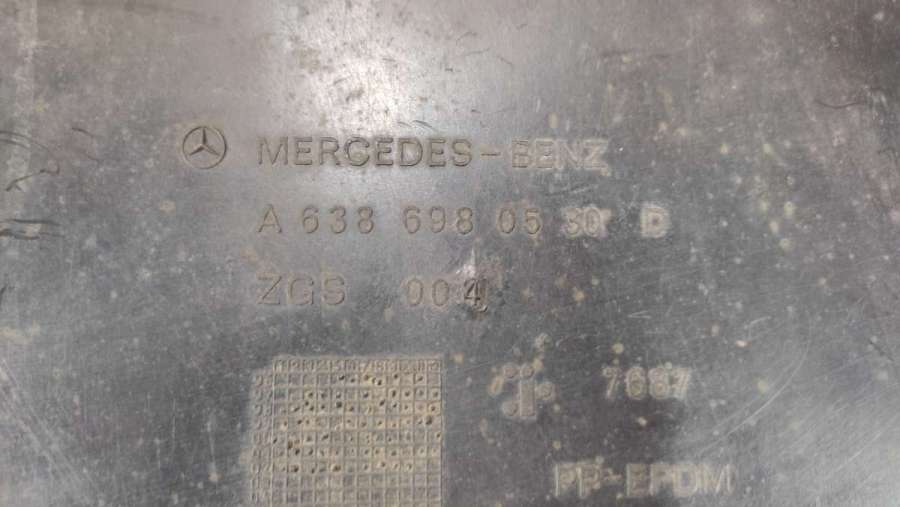 MERCEDES-BENZ
A 638 698 05 30 D
ZGS 004
7687
PP-EPDM